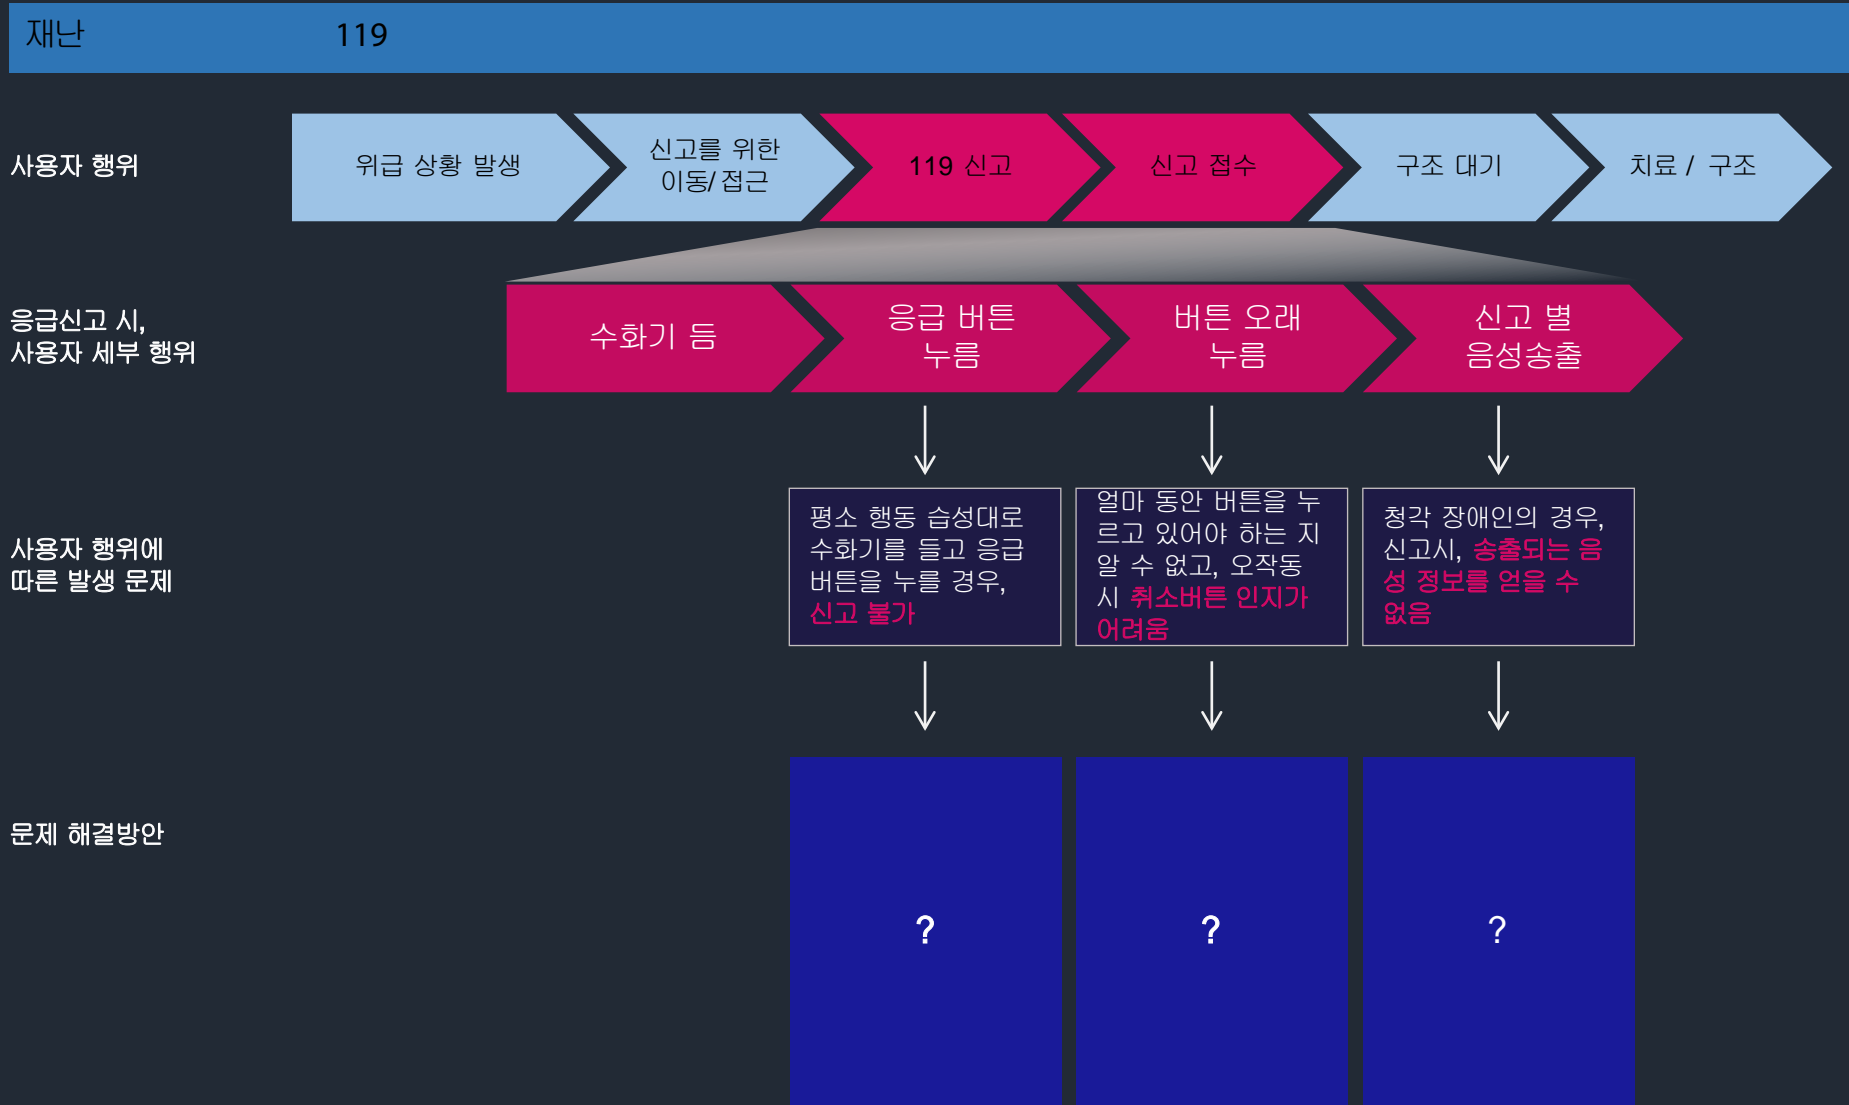 재난 119
사용자 행위
위급 상황 발생
신고를 위한
이동/ 접근
119 신고
신고 접수
구조 대기
치료 / 구조
응급신고 시,
사용자 세부 행위
수화기 듬
응급 버튼
누름
버튼 오래
누름
신고 별
음성송출
사용자 행위에
따른 발생 문제
평소 행동 습성대로
수화기를 들고 응급
버튼을 누를 경우,
신고 불가
얼마 동안 버튼을 누
르고 있어야 하는 지
알 수 없고, 오작동
시 취소버튼 인지가
어려움
청각 장애인의 경우,
신고시, 송출되는 음
성 정보를 얻을 수
없음
문제 해결방안
?
?
?